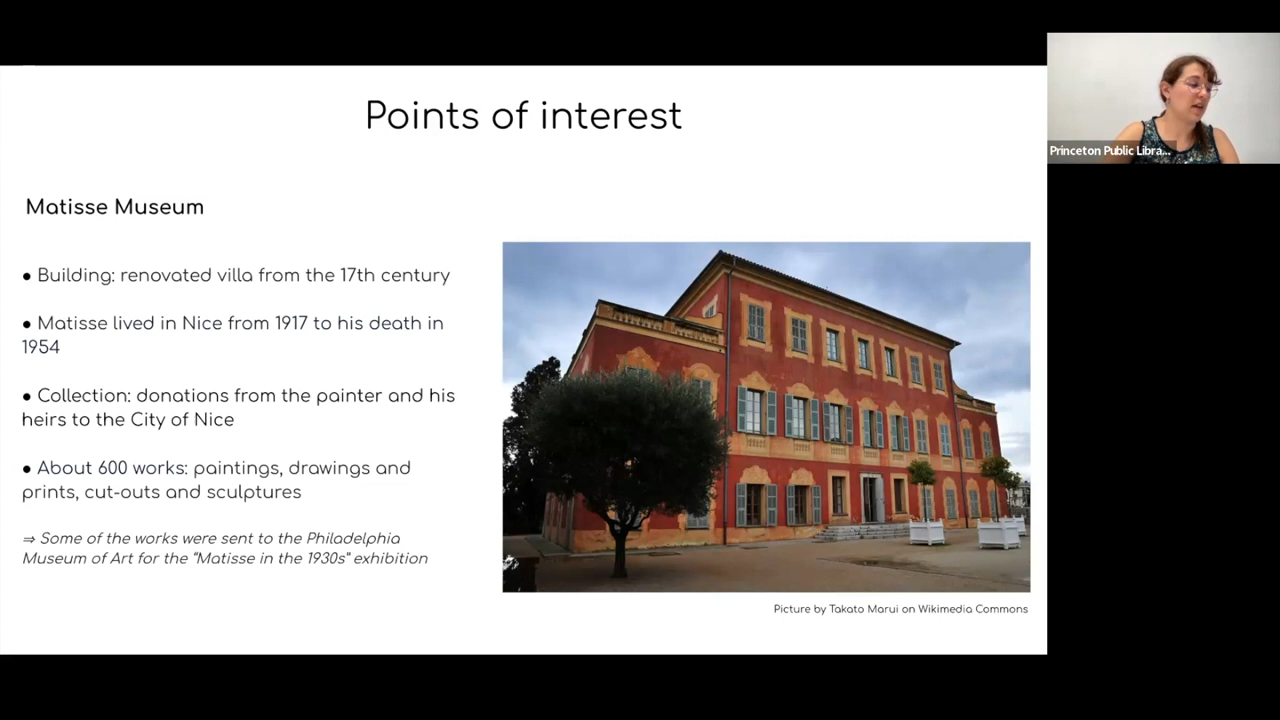 Points of interest
Princeton Public Libra...
Matisse Museum
● Building: renovated villa from the 17th century
● Matisse lived in Nice from 1917 to his death in
1954
● Collection: donations from the painter and his
heirs to the City of Nice
● About 600 works: paintings, drawings and
prints, cut-outs and sculptures
⇒ Some of the works were sent to the Philadelphia
Museum of Art for the “Matisse in the 1930s” exhibition
Picture by Takato Marui on Wikimedia Commons